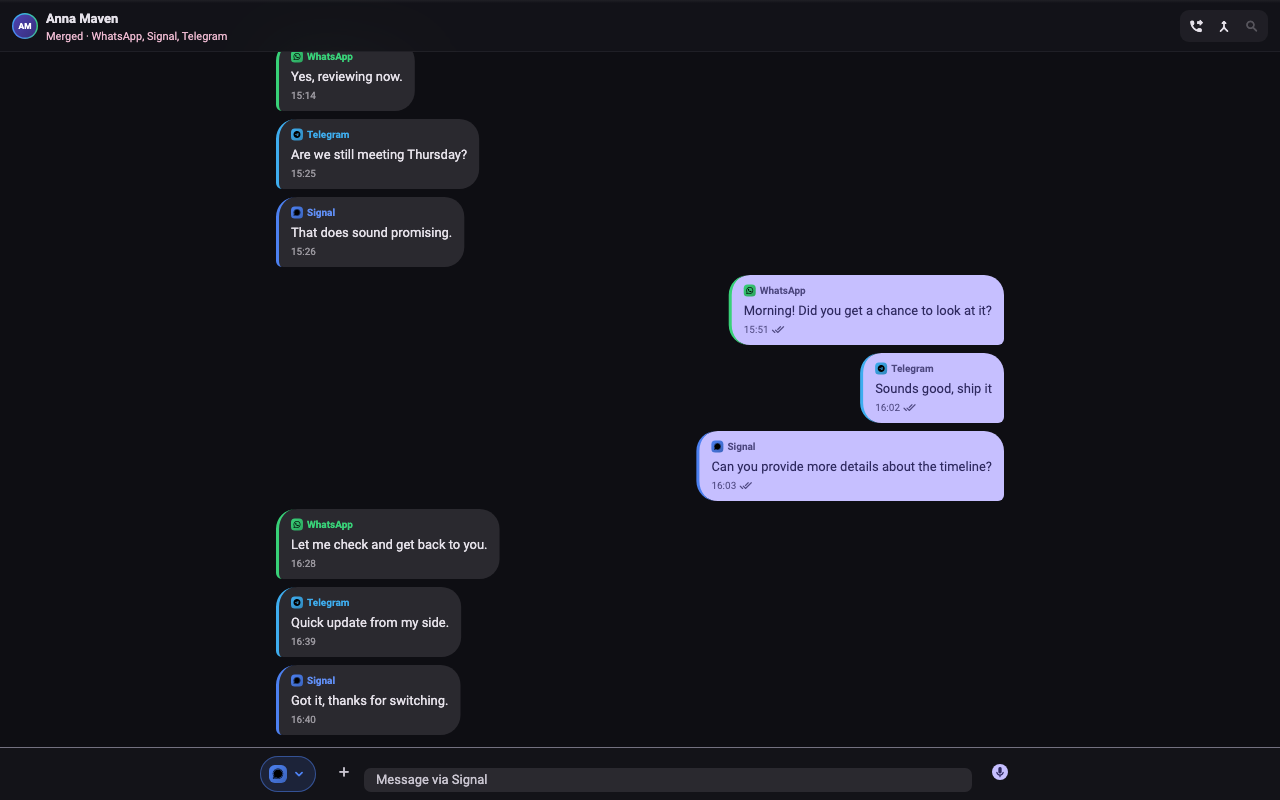 AM
Anna Maven
Merged · WhatsApp, Signal, Telegram
WhatsApp
Yes, reviewing now.
15:14
Telegram
Are we still meeting Thursday?
15:25
Signal
That does sound promising.
15:26
WhatsApp
Morning! Did you get a chance to look at it?
15:51
Telegram
Sounds good, ship it
16:02
Signal
Can you provide more details about the timeline?
16:03
WhatsApp
Let me check and get back to you.
16:28
Telegram
Quick update from my side.
16:39
Signal
Got it, thanks for switching.
16:40
Message via Signal